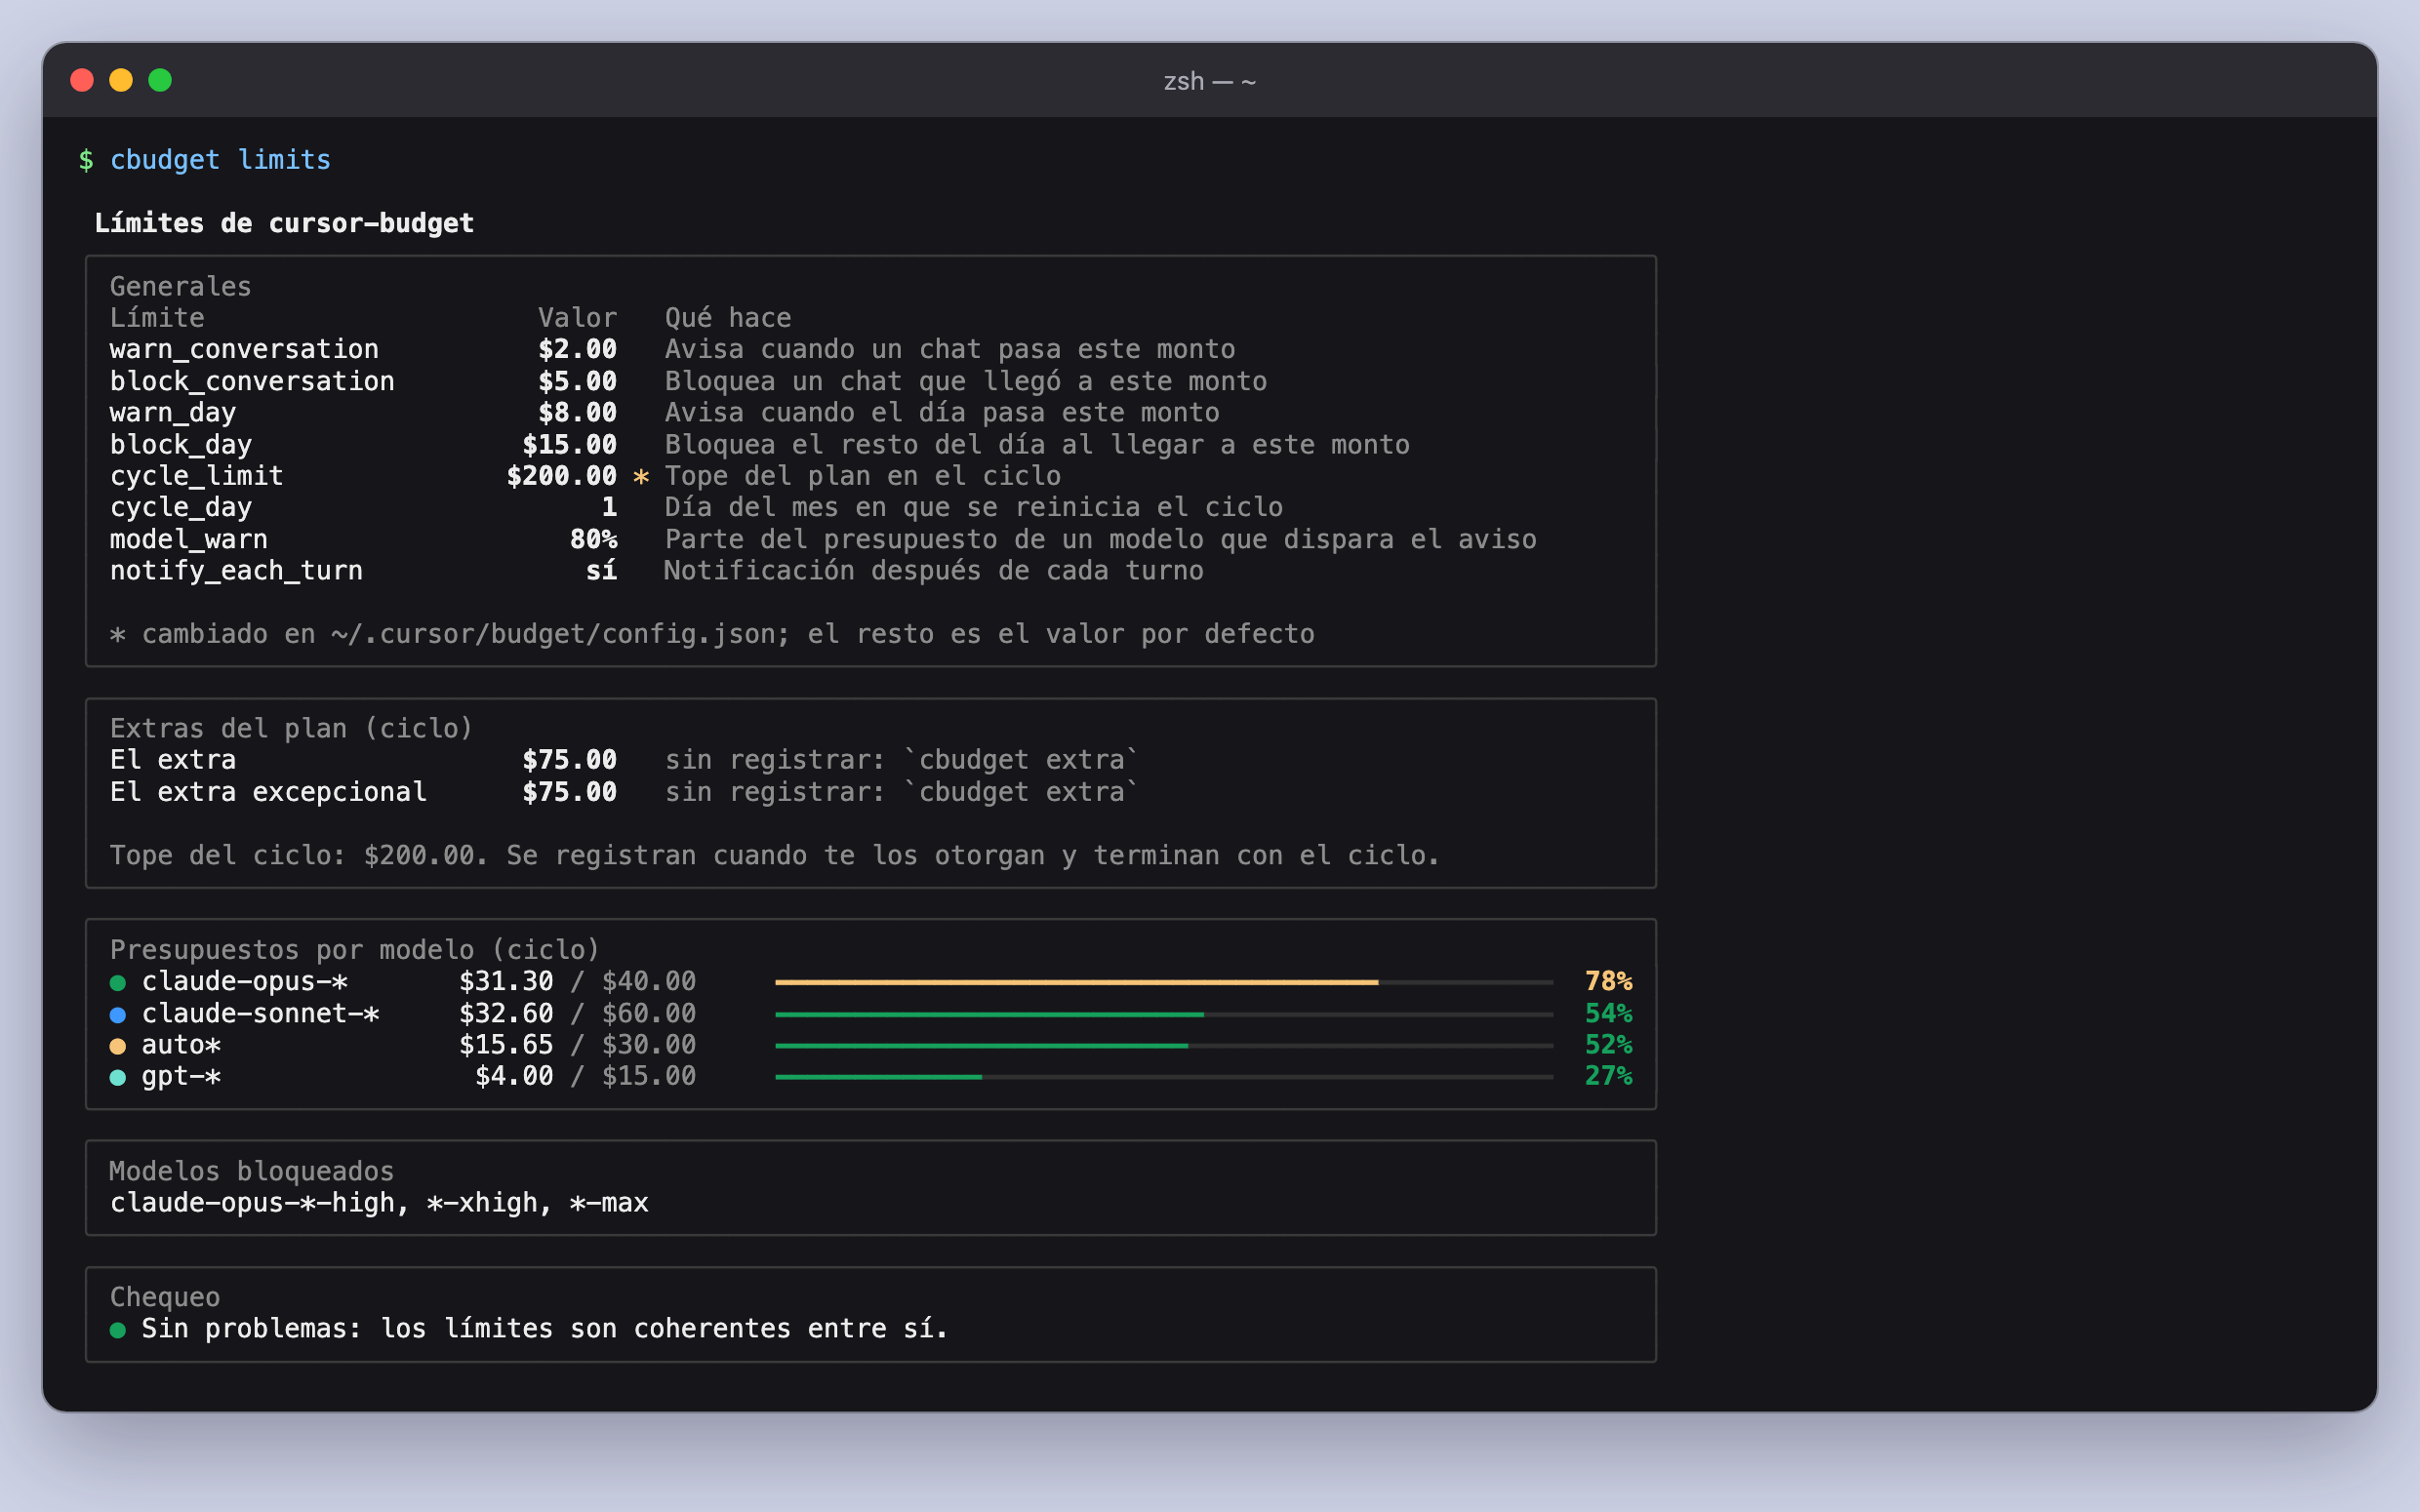 zsh — ~
$ cbudget limits
Límites de cursor-budget
Generales
Límite Valor Qué hace
warn_conversation $2.00 Avisa cuando un chat pasa este monto
block_conversation $5.00 Bloquea un chat que llegó a este monto
warn_day $8.00 Avisa cuando el día pasa este monto
block_day $15.00 Bloquea el resto del día al llegar a este monto
cycle_limit $200.00 * Tope del plan en el ciclo
cycle_day 1 Día del mes en que se reinicia el ciclo
model_warn 80% Parte del presupuesto de un modelo que dispara el aviso
notify_each_turn sí Notificación después de cada turno
* cambiado en ~/.cursor/budget/config.json; el resto es el valor por defecto
Extras del plan (ciclo)
El extra $75.00 sin registrar: `cbudget extra`
El extra excepcional $75.00 sin registrar: `cbudget extra`
Tope del ciclo: $200.00. Se registran cuando te los otorgan y terminan con el ciclo.
Presupuestos por modelo (ciclo)
claude-opus-* $31.30 / $40.00 78%
claude-sonnet-* $32.60 / $60.00 54%
auto* $15.65 / $30.00 52%
gpt-* $4.00 / $15.00 27%
Modelos bloqueados
claude-opus-*-high, *-xhigh, *-max
Chequeo
Sin problemas: los límites son coherentes entre sí.